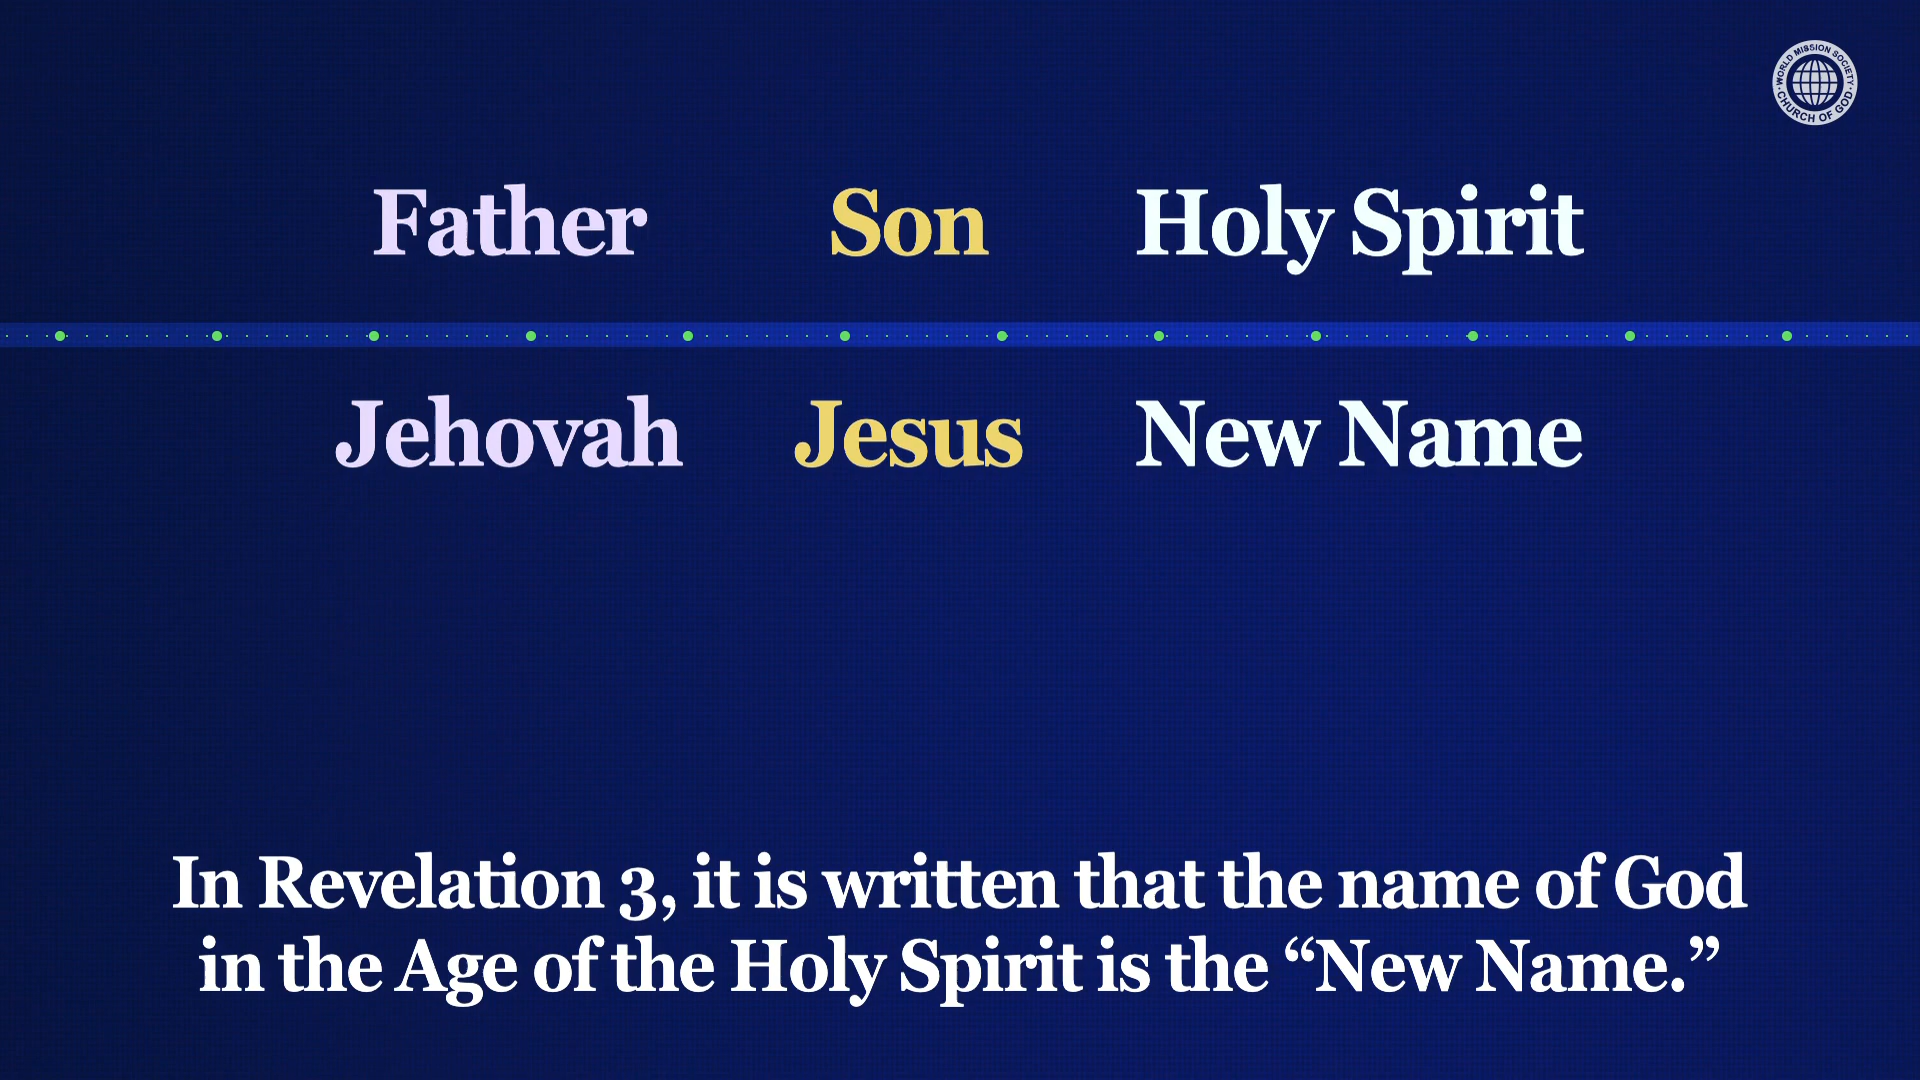 WORLD MISSION SOCIETY
CHURCH OF GOD
Father Son Holy Spirit
Jehovah Jesus New Name
In Revelation 3, it is written that the name of God
in the Age of the Holy Spirit is the “New Name.”